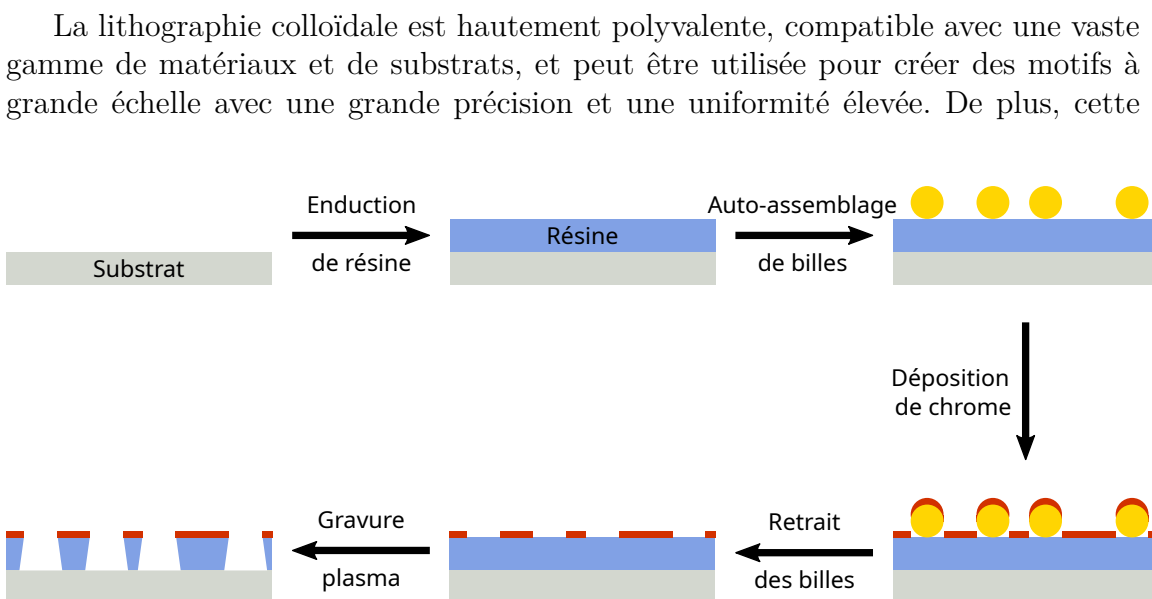 La lithographie colloïdale est hautement polyvalente, compatible avec une vaste
gamme de matériaux et de substrats, et peut être utilisée pour créer des motifs à
grande échelle avec une grande précision et une uniformité élevée. De plus, cette
Substrat
Enduction
de résine
Résine
Auto-assemblage
de billes
Déposition
de chrome
Retrait
des billes
Gravure
plasma